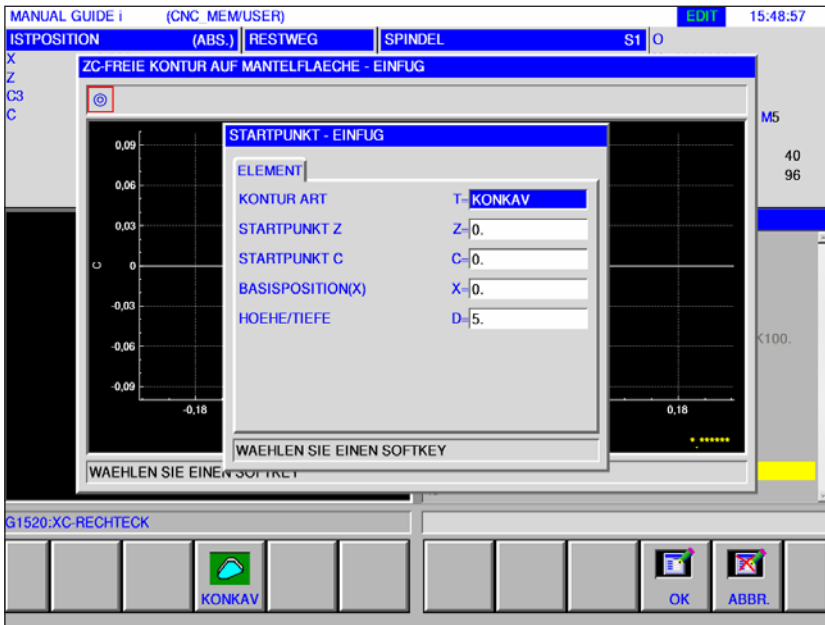 MANUAL GUIDE i (CNC_MEM/USER) EDIT 15:48:57
ISTPOSITION (ABS.) RESTWEG SPINDEL S1 O
X
Z
C3
C
ZC-FREIE KONTUR AUF MANTELFLAECHE - EINFUG
M5
40
96
0,09
0,06
0,03
0
-0,03
-0,06
-0,09
C
-0,18
0,18
*.******
STARTPUNKT - EINFUG
ELEMENT
KONTUR ART T= KONKAV
STARTPUNKT Z Z= 0.
STARTPUNKT C C= 0.
BASISPOSITION(X) X= 0.
HOEHE/TIEFE D= 5.
WAEHLEN SIE EINEN SOFTKEY
K100.
WAEHLEN SIE EINEN SOFTKEY
G1520:XC-RECHTECK
KONKAV
OK
ABBR.